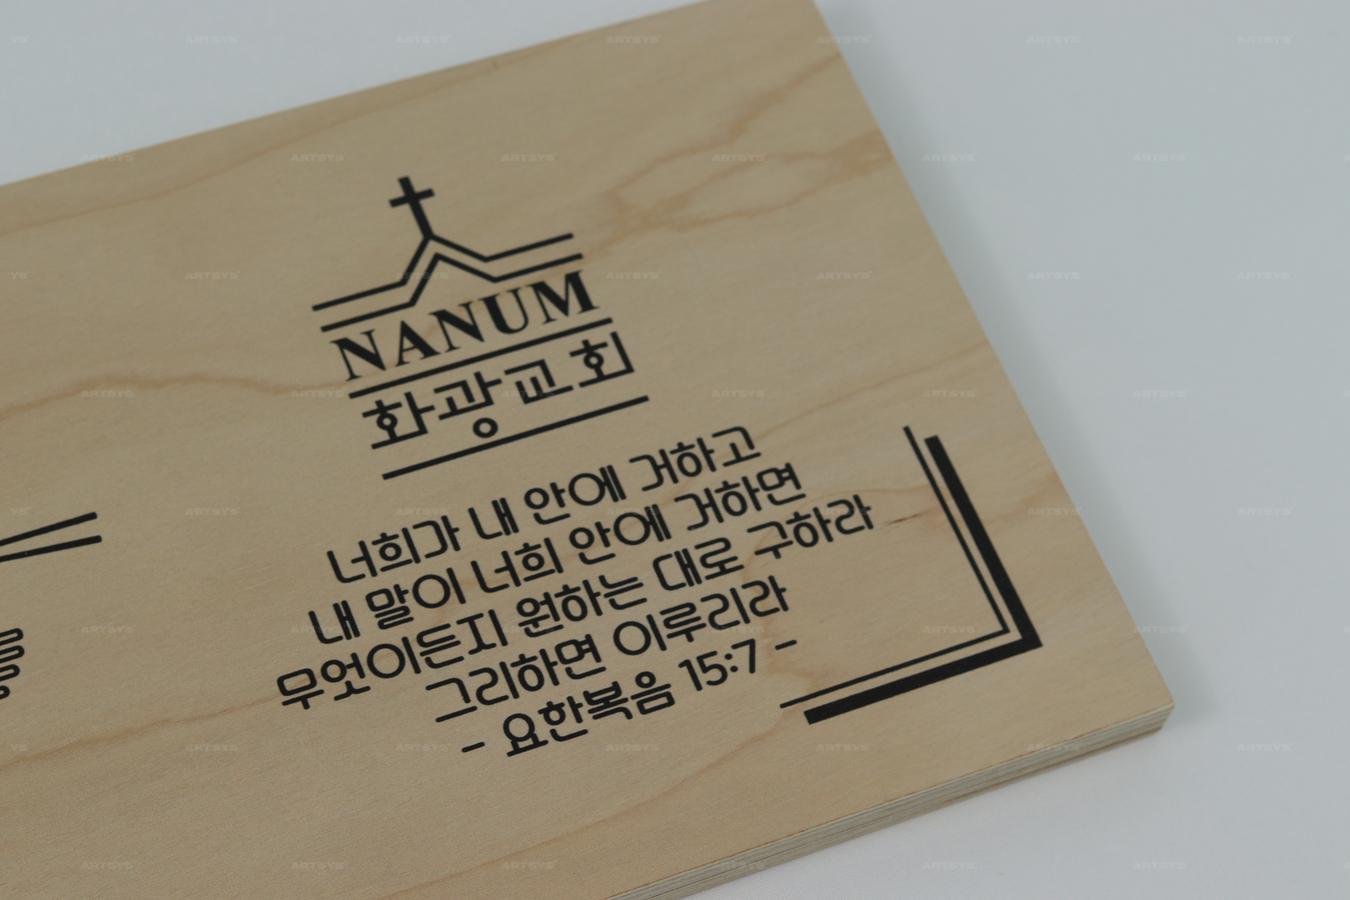 NANUM
화광교회
너희가 내 안에 거하고
내 말이 너희 안에 거하면
무엇이든지 원하는 대로 구하라
그리하면 이루리라
- 요한복음 15:7 -
ARTSYS